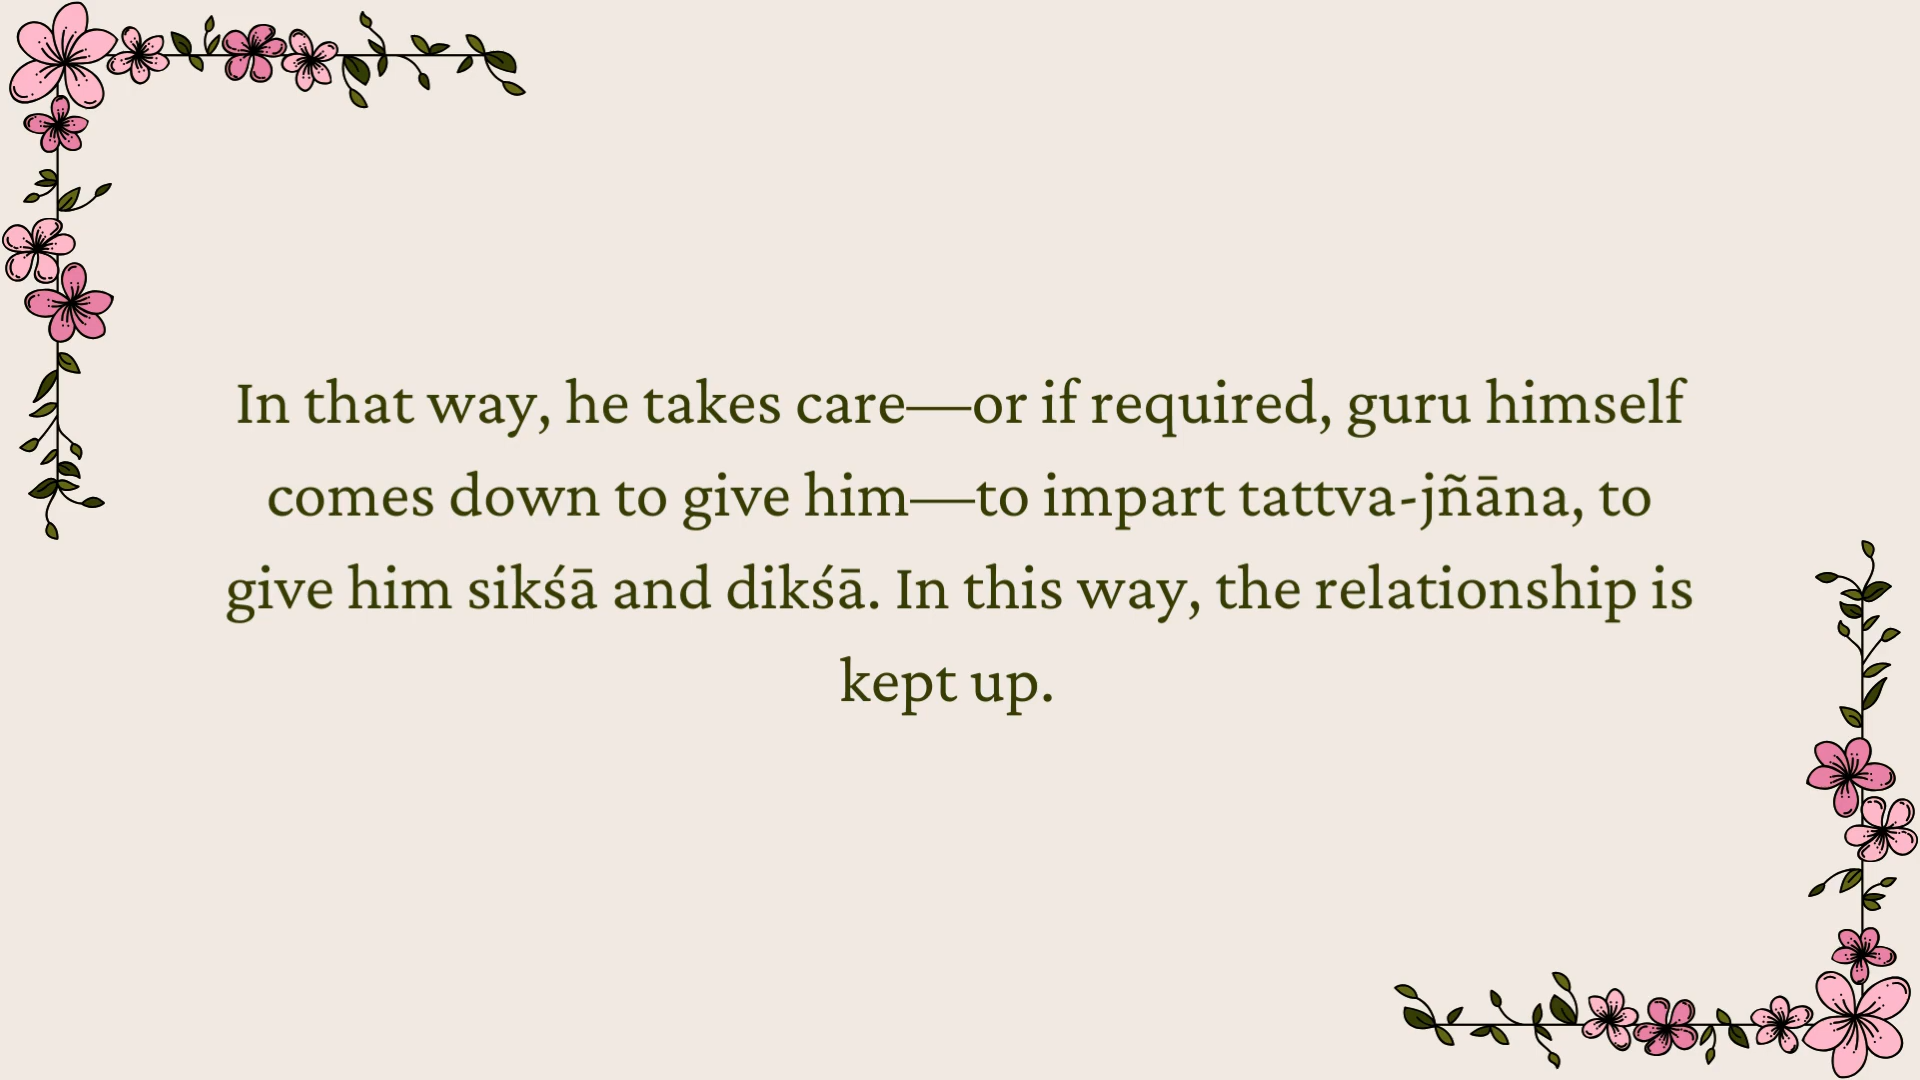 In that way, he takes care—or if required, guru himself
comes down to give him—to impart tattva-jñāna, to
give him sikśā and dikśā. In this way, the relationship is
kept up.